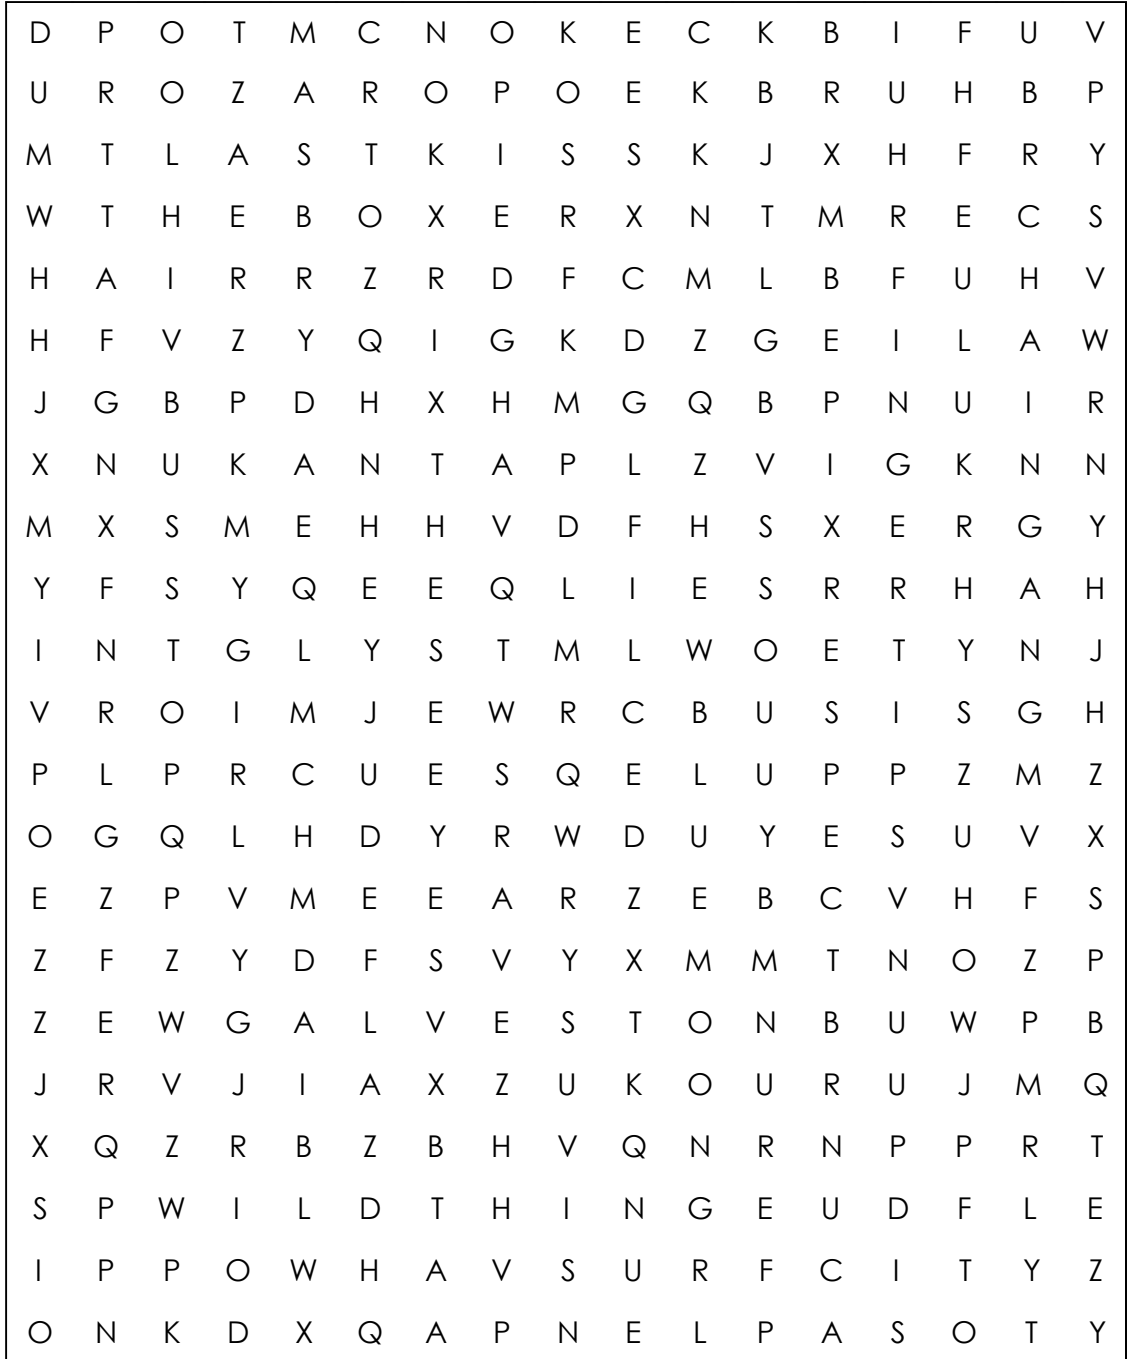 D P O T M C N O K E C K B I F U V
U R O Z A R O P O E K B R U H B P
M T L A S T K I S S K J X H F R Y
W T H E B O X E R X N T M R E C S
H A I R R Z R D F C M L B F U H V
H F V Z Y Q I G K D Z G E I L A W
J G B P D H X H M G Q B P N U I R
X N U K A N T A P L Z V I G K N N
M X S M E H H V D F H S X E R G Y
Y F S Y Q E E Q L I E S R R H A H
I N T G L Y S T M L W O E T Y N J
V R O I M J E W R C B U S I S G H
P L P R C U E S Q E L U P P Z M Z
O G Q L H D Y R W D U Y E S U V X
E Z P V M E E A R Z E B C V H F S
Z F Z Y D F S V Y X M M T N O Z P
Z E W G A L V E S T O N B U W P B
J R V J I A X Z U K O U R U J M Q
X Q Z R B Z B H V Q N R N P P R T
S P W I L D T H I N G E U D F L E
I P P O W H A V S U R F C I T Y Z
O N K D X Q A P N E L P A S O T Y